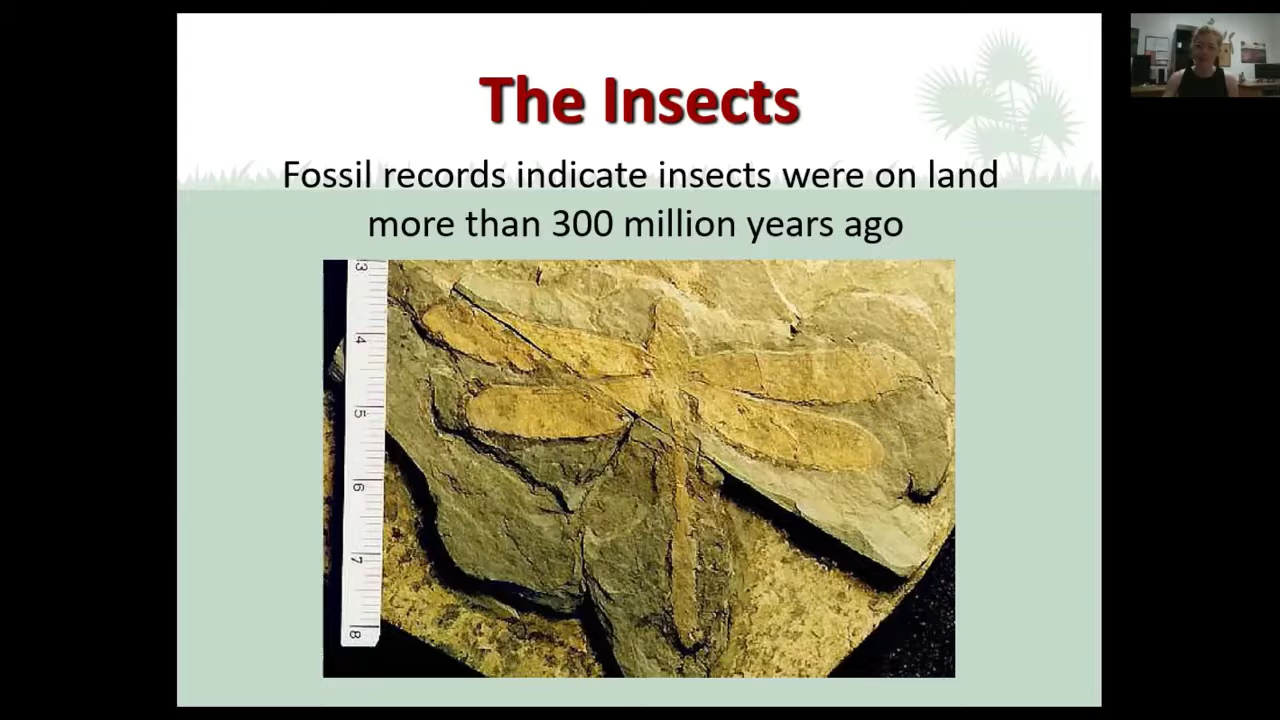 The Insects
Fossil records indicate insects were on land
more than 300 million years ago
3
4
5
6
7
8